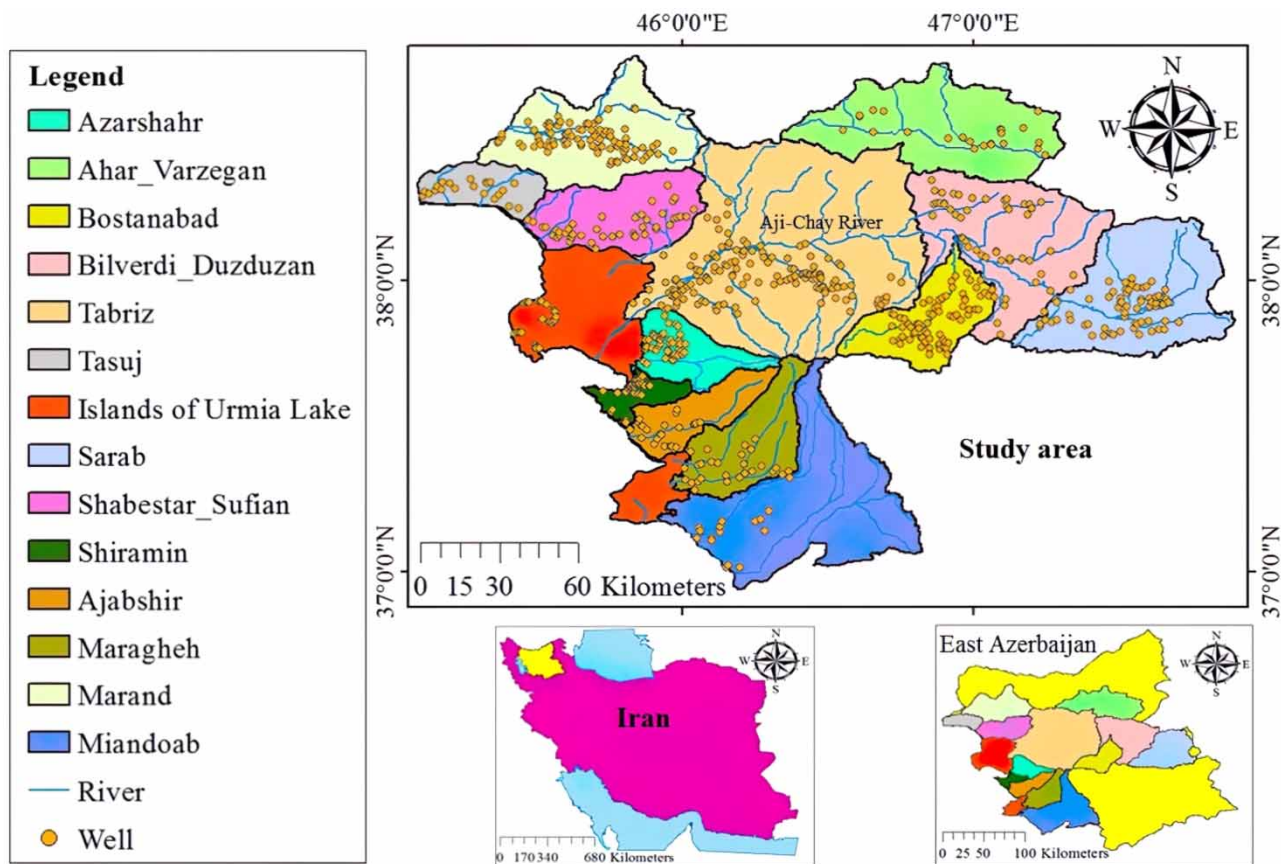 46°0'0"E
47°0'0"E
Legend
Azarshahr
Ahar_Varzegan
Bostanabad
Bilverdi_Duzduzan
Tabriz
Tasuj
Islands of Urmia Lake
Sarab
Shabestar_Sufian
Shiramin
Ajabshir
Maragheh
Marand
Miandoab
River
Well
N
W
E
S
Aji-Chay River
38°0'0"N
38°0'0"N
Study area
37°0'0"N
37°0'0"N
0 15 30 60 Kilometers
N
W
E
S
Iran
0 170 340 680 Kilometers
East Azerbaijan
N
W
E
S
0 25 50 100 Kilometers